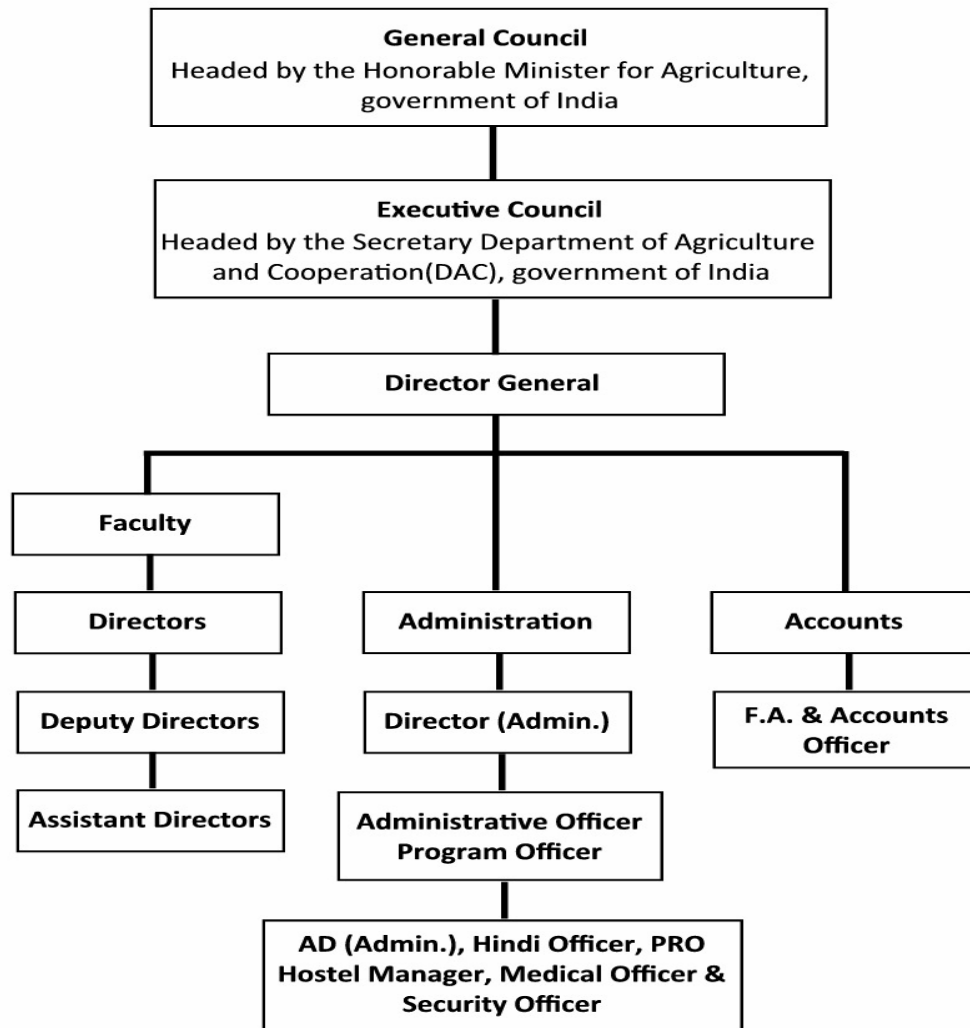 General Council
Headed by the Honorable Minister for Agriculture,
government of India
Executive Council
Headed by the Secretary Department of Agriculture
and Cooperation(DAC), government of India
Director General
Faculty
Directors
Deputy Directors
Assistant Directors
Administration
Director (Admin.)
Administrative Officer
Program Officer
AD (Admin.), Hindi Officer, PRO
Hostel Manager, Medical Officer &
Security Officer
Accounts
F.A. & Accounts
Officer